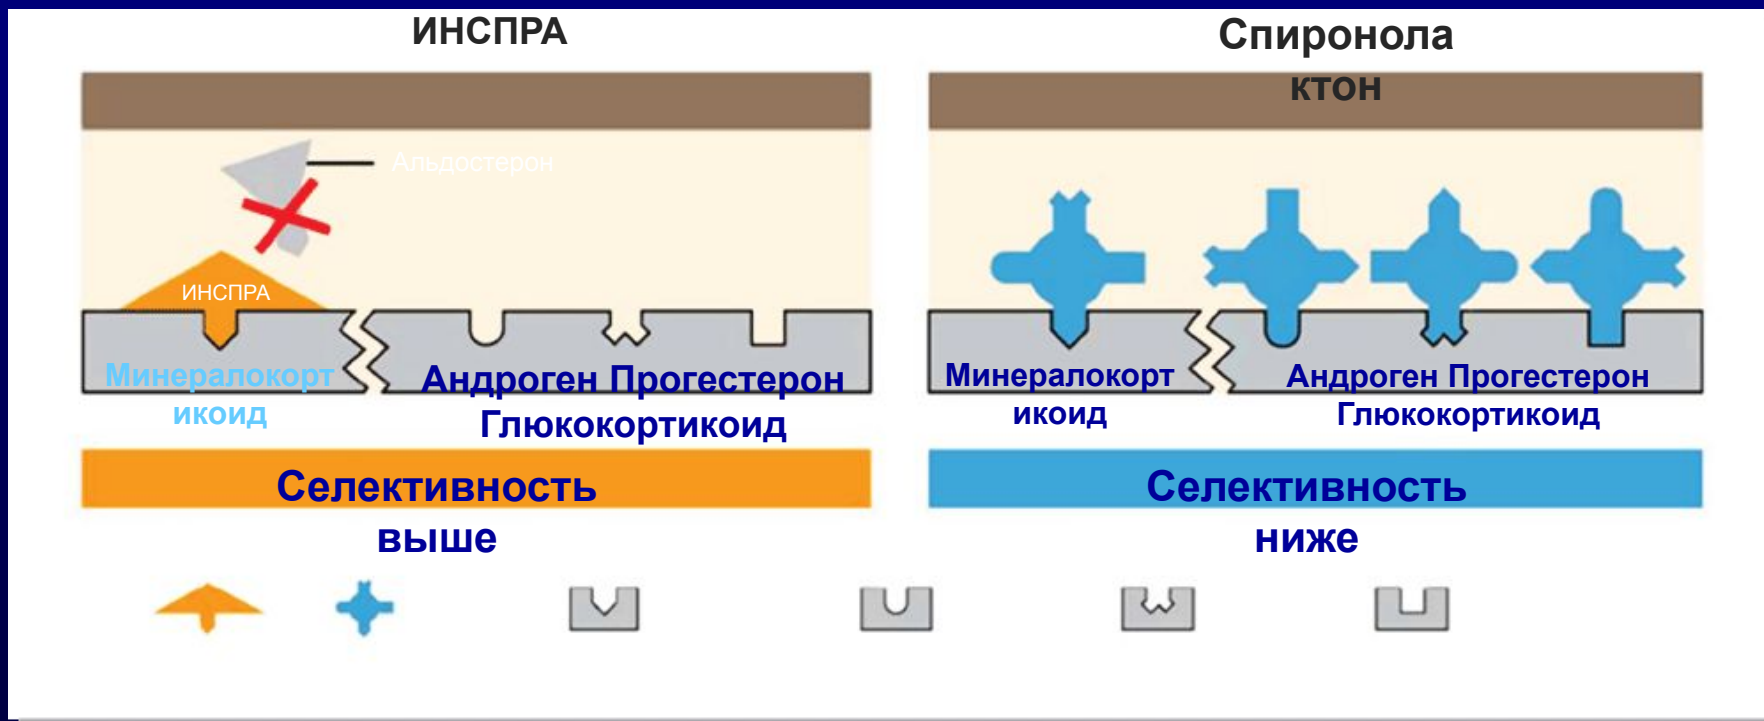 ИНСПРА
Альдостерон
ИНСПРА
Минералокорт
икоид
Андроген Прогестерон
Глюкокортикоид
Селективность
выше
Спиронола
ктон
Минералокорт
икоид
Андроген Прогестерон
Глюкокортикоид
Селективность
ниже